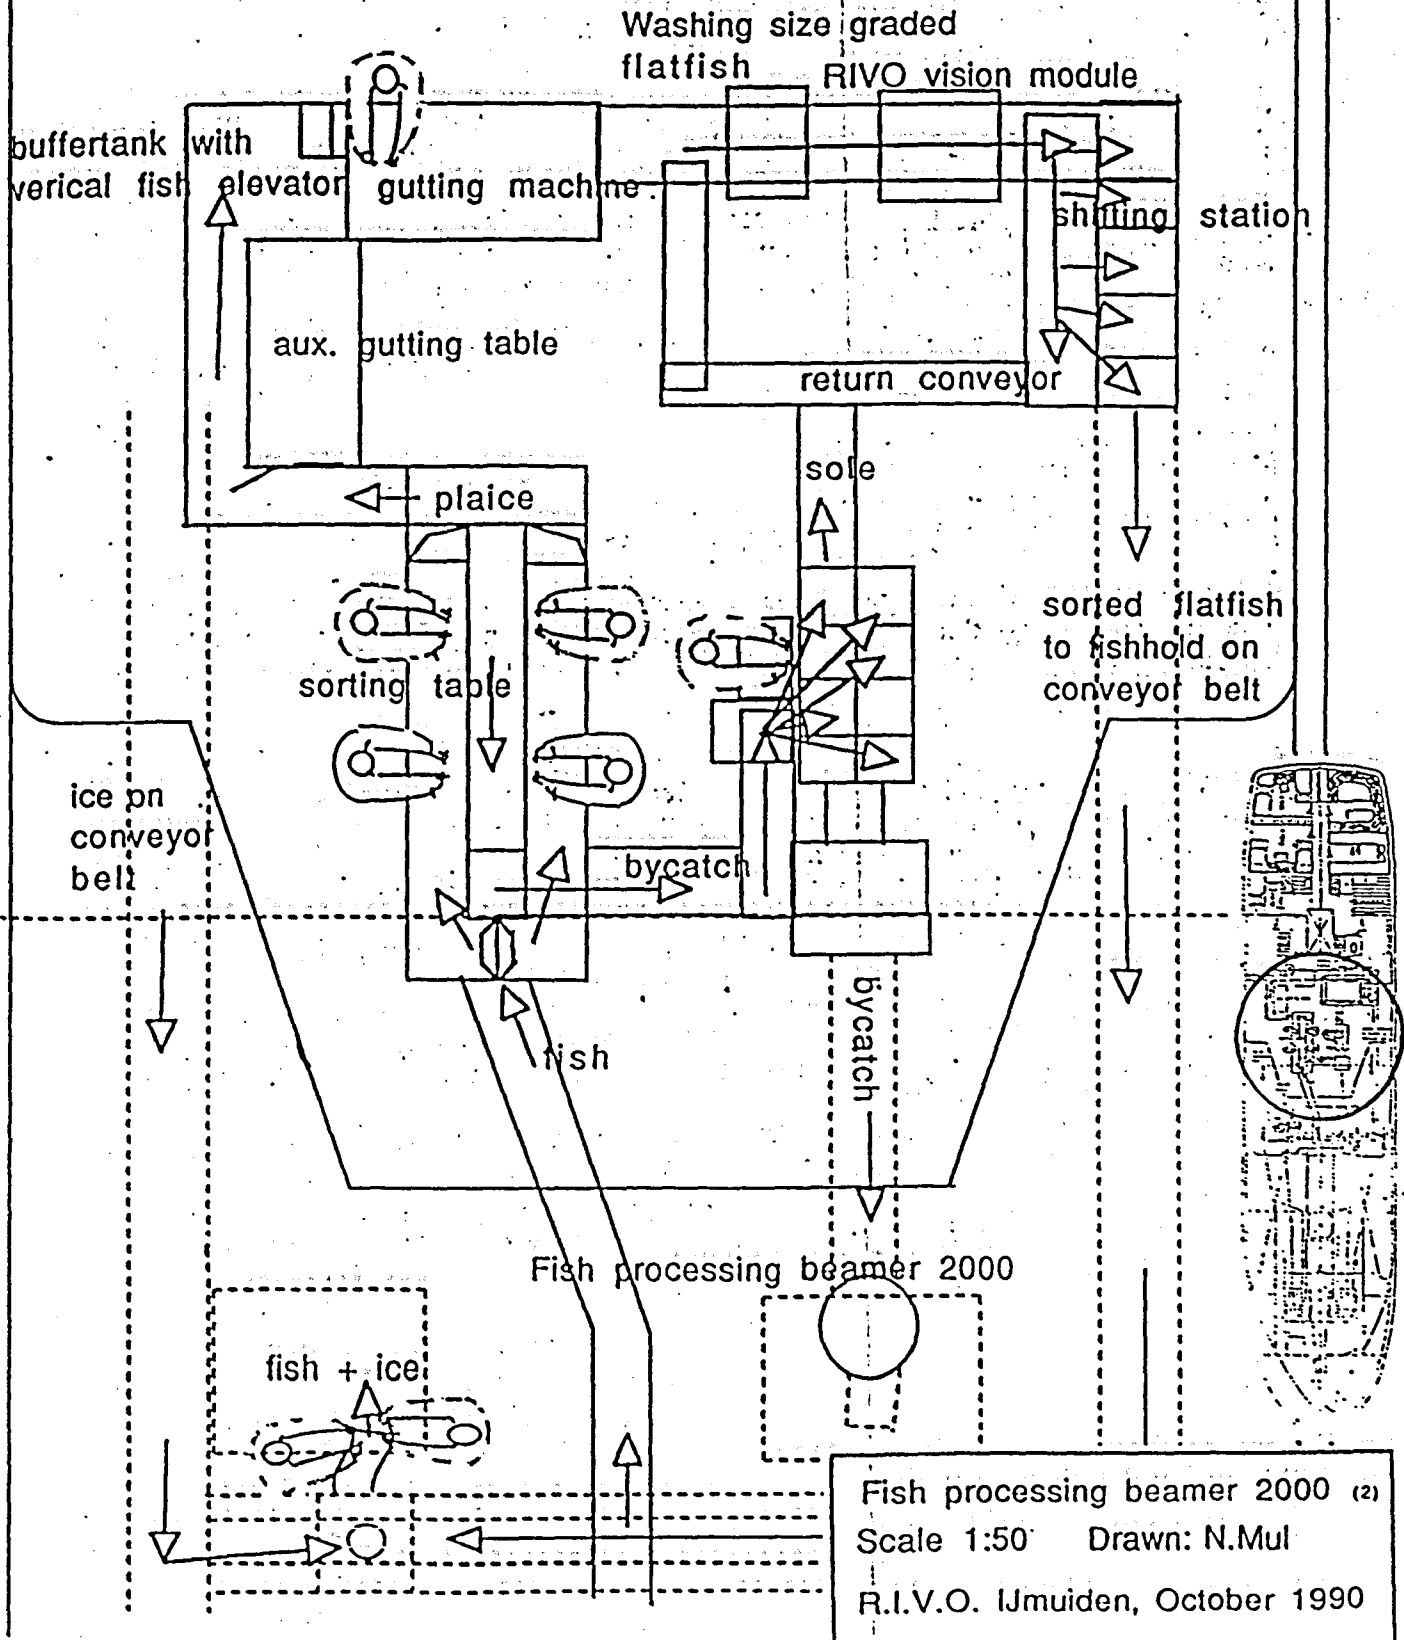 Washing size graded
flatfish
RIVO vision module
buffertank with
verical fish elevator
gutting machine
shifting station
aux. gutting table
return conveyor
sole
plaice
sorted flatfish
to fishhold on
conveyor belt
sorting table
ice on
conveyor
belt
bycatch
bycatch
fish
Fish processing beamer 2000
fish + ice
Fish processing beamer 2000 (2)
Scale 1:50 Drawn: N.Mul
R.I.V.O. IJmuiden, October 1990